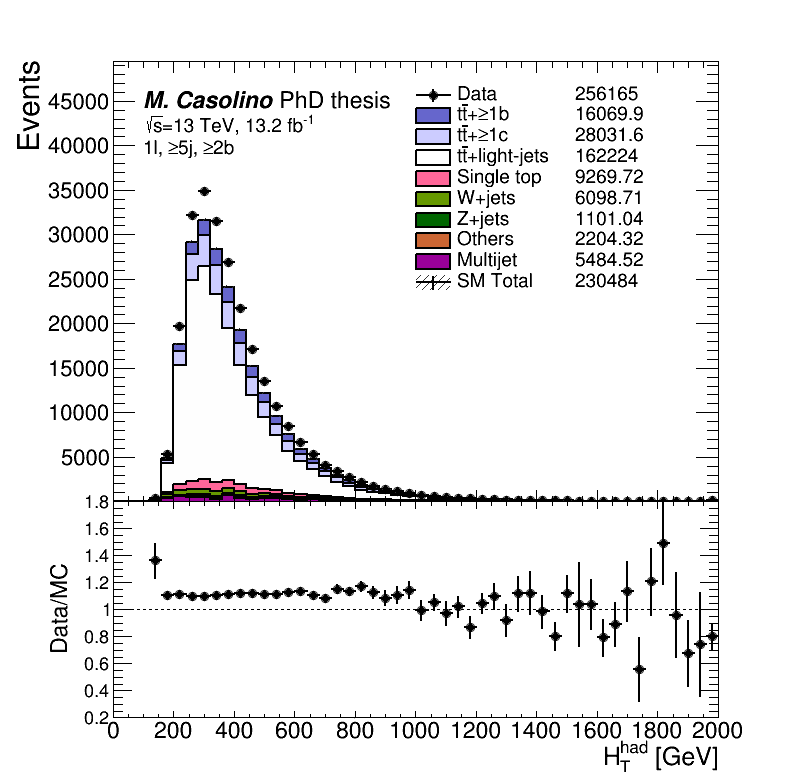 Events
45000
40000
35000
30000
25000
20000
15000
10000
5000
M. Casolino PhD thesis
√s=13 TeV, 13.2 fb⁻¹
1l, ≥5j, ≥2b
Data 256165
tt̄+≥1b 16069.9
tt̄+≥1c 28031.6
tt̄+light-jets 162224
Single top 9269.72
W+jets 6098.71
Z+jets 1101.04
Others 2204.32
Multijet 5484.52
SM Total 230484
Data/MC
1.8
1.6
1.4
1.2
1
0.8
0.6
0.4
0.2
0 200 400 600 800 1000 1200 1400 1600 1800 2000
H_T^had [GeV]